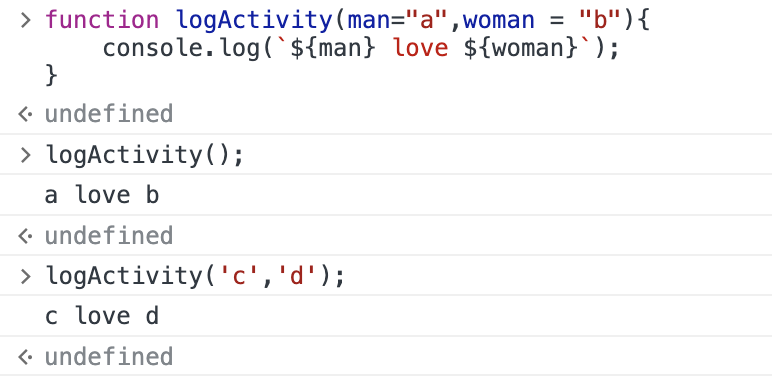 > function logActivity(man="a",woman = "b"){
console.log(`${man} love ${woman}`);
}
undefined
> logActivity();
a love b
undefined
> logActivity('c','d');
c love d
undefined